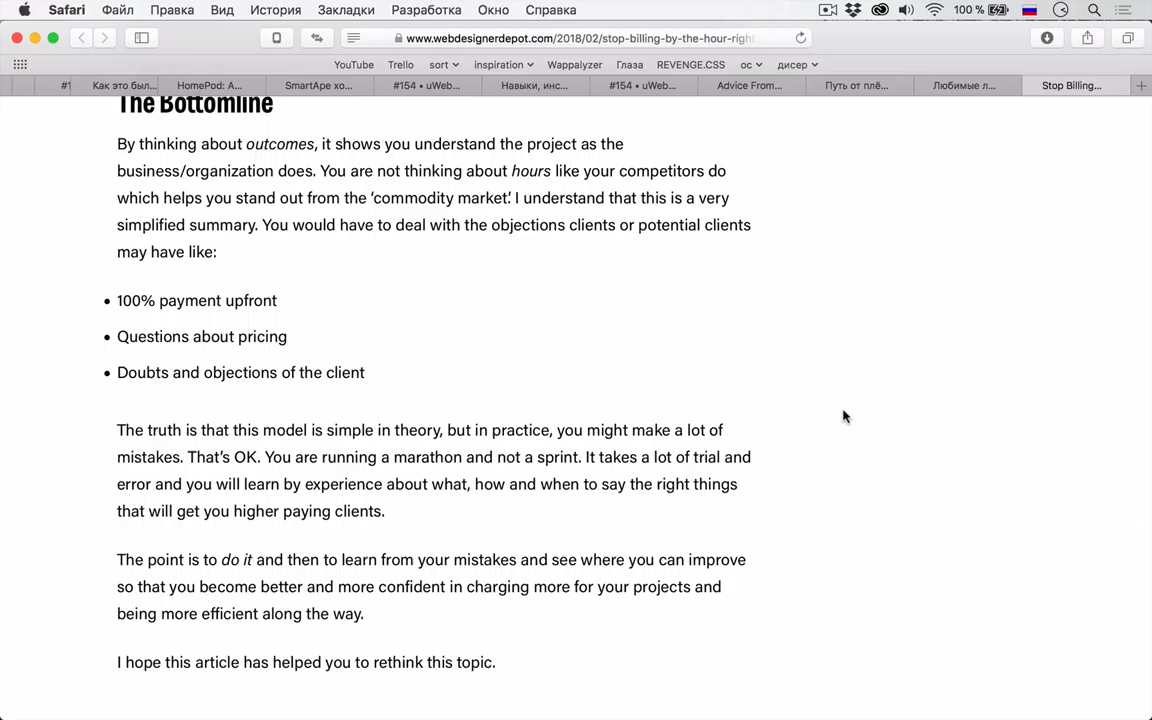 Safari Файл Правка Вид История Закладки Разработка Окно Справка 100 %
www.webdesignerdepot.com/2018/02/stop-billing-by-the-hour-righ
YouTube Trello sort inspiration Wappalyzer Глаза REVENGE.CSS ос дисер
#1 Как это был... HomePod: А... SmartApe хо... #154 • uWeb... Навыки, инс... #154 • uWeb... Advice From... Путь от плё... Любимые л... Stop Billing...
The Bottomline
By thinking about outcomes, it shows you understand the project as the
business/organization does. You are not thinking about hours like your competitors do
which helps you stand out from the ‘commodity market.’ I understand that this is a very
simplified summary. You would have to deal with the objections clients or potential clients
may have like:
• 100% payment upfront
• Questions about pricing
• Doubts and objections of the client
The truth is that this model is simple in theory, but in practice, you might make a lot of
mistakes. That’s OK. You are running a marathon and not a sprint. It takes a lot of trial and
error and you will learn by experience about what, how and when to say the right things
that will get you higher paying clients.
The point is to do it and then to learn from your mistakes and see where you can improve
so that you become better and more confident in charging more for your projects and
being more efficient along the way.
I hope this article has helped you to rethink this topic.